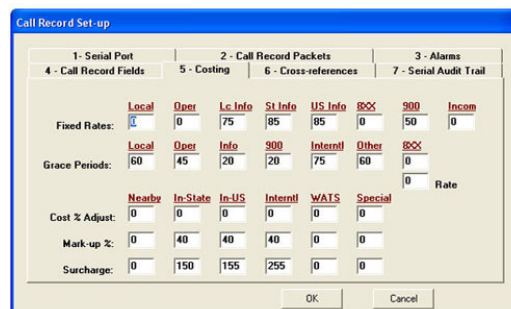 Call Record Set-up
1- Serial Port 2 - Call Record Packets 3 - Alarms
4 - Call Record Fields 5 - Costing 6 - Cross-references 7 - Serial Audit Trail
Local Oper Lc Info St Info US Info 8XX 900 Incom
Fixed Rates: 0 0 75 85 85 0 50 0
Local Oper Info 900 Interntl Other 8XX
Grace Periods: 60 45 20 20 75 60 0
0 Rate
Nearby In-State In-US Interntl WATS Special
Cost % Adjust: 0 0 0 0 0 0
Mark-up %: 0 40 40 40 0 0
Surcharge: 0 150 155 255 0 0
OK Cancel